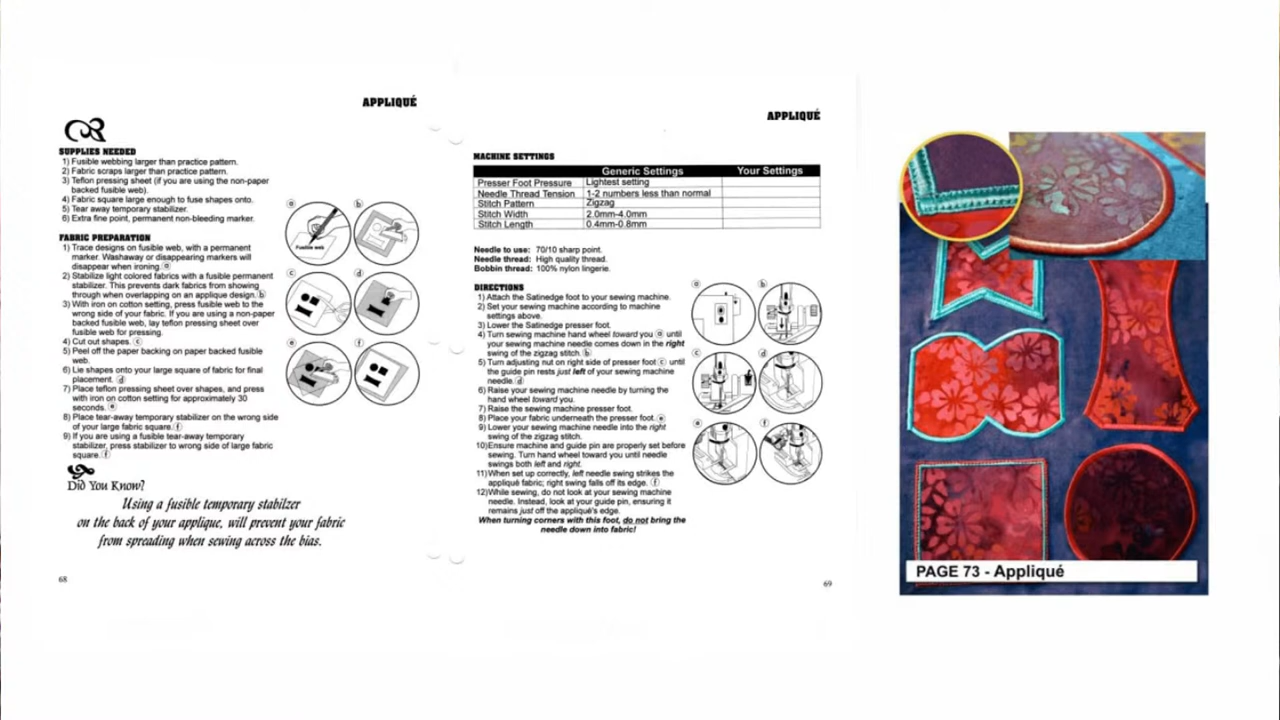 APPLIQUÉ
SUPPLIES NEEDED
1) Fusible webbing larger than practice pattern.
2) Fabric scraps larger than practice pattern.
3) Teflon pressing sheet (if you are using the non-paper
backed fusible web).
4) Fabric square large enough to fuse shapes onto.
5) Tear away temporary stabilizer.
6) Extra fine point, permanent non-bleeding marker.
FABRIC PREPARATION
1) Trace designs on fusible web, with a permanent
marker. Washaway or disappearing markers will
disappear when ironing. ⓐ
2) Stabilize light colored fabrics with a fusible permanent
stabilizer. This prevents dark fabrics from showing
through when overlapping on an applique design. ⓑ
3) With iron on cotton setting, press fusible web to the
wrong side of your fabric. If you are using a non-paper
backed fusible web, lay teflon pressing sheet over
fusible web for pressing.
4) Cut out shapes. ⓒ
5) Peel off the paper backing on paper backed fusible
web.
6) Lie shapes onto your large square of fabric for final
placement. ⓓ
7) Place teflon pressing sheet over shapes, and press
with iron on cotton setting for approximately 30
seconds. ⓔ
8) Place tear-away temporary stabilizer on the wrong side
of your large fabric square. ⓕ
9) If you are using a fusible tear-away temporary
stabilizer, press stabilizer to wrong side of large fabric
square. ⓕ
ⓐ ⓑ
Fusible web
ⓒ ⓓ
ⓔ ⓕ
Did You Know?
Using a fusible temporary stabilzer
on the back of your applique, will prevent your fabric
from spreading when sewing across the bias.
68
APPLIQUÉ
MACHINE SETTINGS
Generic Settings Your Settings
Presser Foot Pressure Lightest setting
Needle Thread Tension 1-2 numbers less than normal
Stitch Pattern Zigzag
Stitch Width 2.0mm-4.0mm
Stitch Length 0.4mm-0.8mm
Needle to use: 70/10 sharp point.
Needle thread: High quality thread.
Bobbin thread: 100% nylon lingerie.
DIRECTIONS
1) Attach the Satinedge foot to your sewing machine.
2) Set your sewing machine according to machine
settings above.
3) Lower the Satinedge presser foot.
4) Turn sewing machine hand wheel toward you ⓐ until
your sewing machine needle comes down in the right
swing of the zigzag stitch. ⓑ
5) Turn adjusting nut on right side of presser foot ⓒ until
the guide pin rests just left of your sewing machine
needle. ⓓ
6) Raise your sewing machine needle by turning the
hand wheel toward you.
7) Raise the sewing machine presser foot.
8) Place your fabric underneath the presser foot. ⓔ
9) Lower your sewing machine needle into the right
swing of the zigzag stitch.
10)Ensure machine and guide pin are properly set before
sewing. Turn hand wheel toward you until needle
swings both left and right.
11)When set up correctly, left needle swing strikes the
appliqué fabric; right swing falls off its edge. ⓕ
12)While sewing, do not look at your sewing machine
needle. Instead, look at your guide pin, ensuring it
remains just off the appliqué's edge.
When turning corners with this foot, do not bring the
needle down into fabric!
ⓐ ⓑ
ⓒ ⓓ
ⓔ ⓕ
69
PAGE 73 - Appliqué